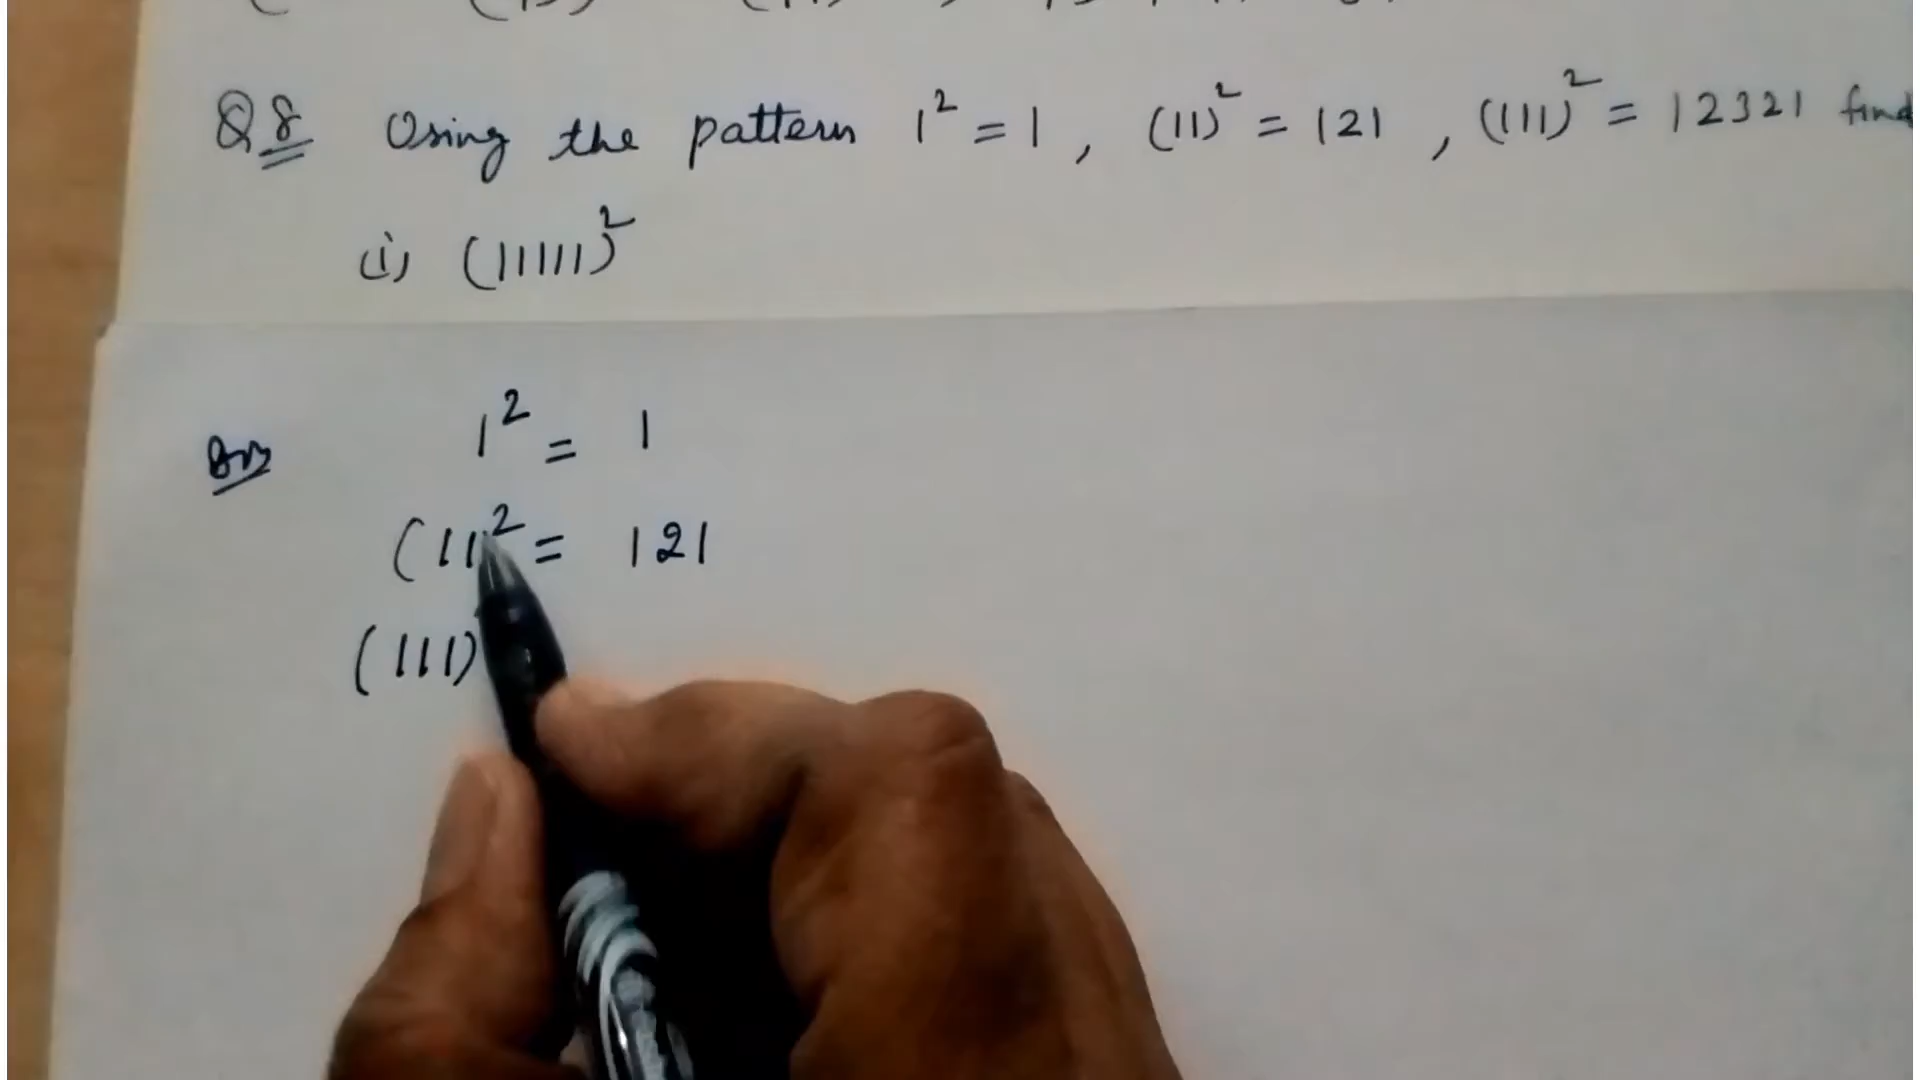 Q8 Using the pattern 1² = 1, (11)² = 121, (111)² = 12321 find
(i) (11111)²
Ans 1² = 1
(11)² = 121
(111)